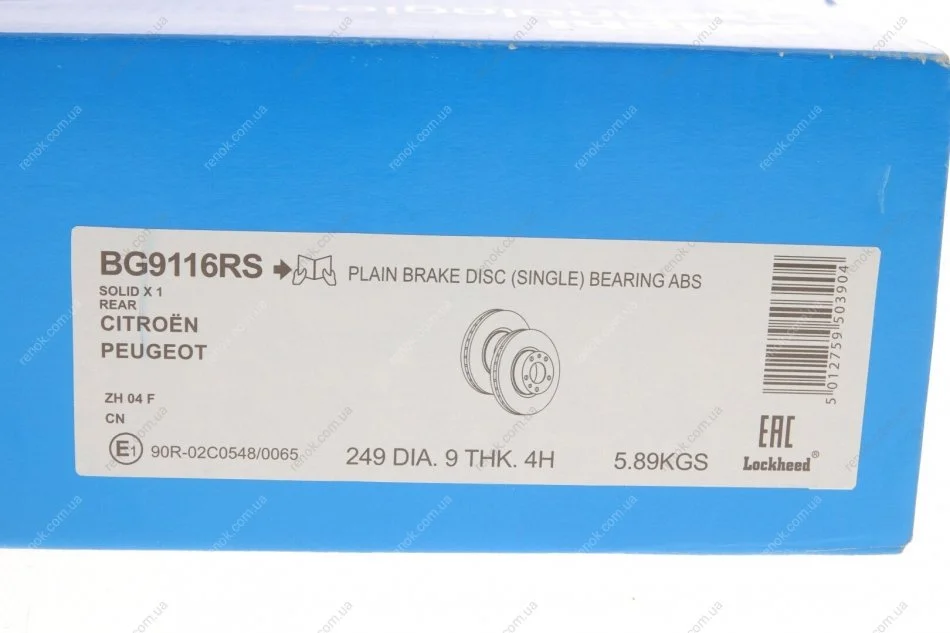 BG9116RS
PLAIN BRAKE DISC (SINGLE) BEARING ABS
SOLID X 1
REAR
CITROËN
PEUGEOT
ZH 04 F
CN
E1 90R-02C0548/0065
249 DIA. 9 THK. 4H
5.89KGS
5 012759 503904
EAC
Lockheed®
renok.com.ua